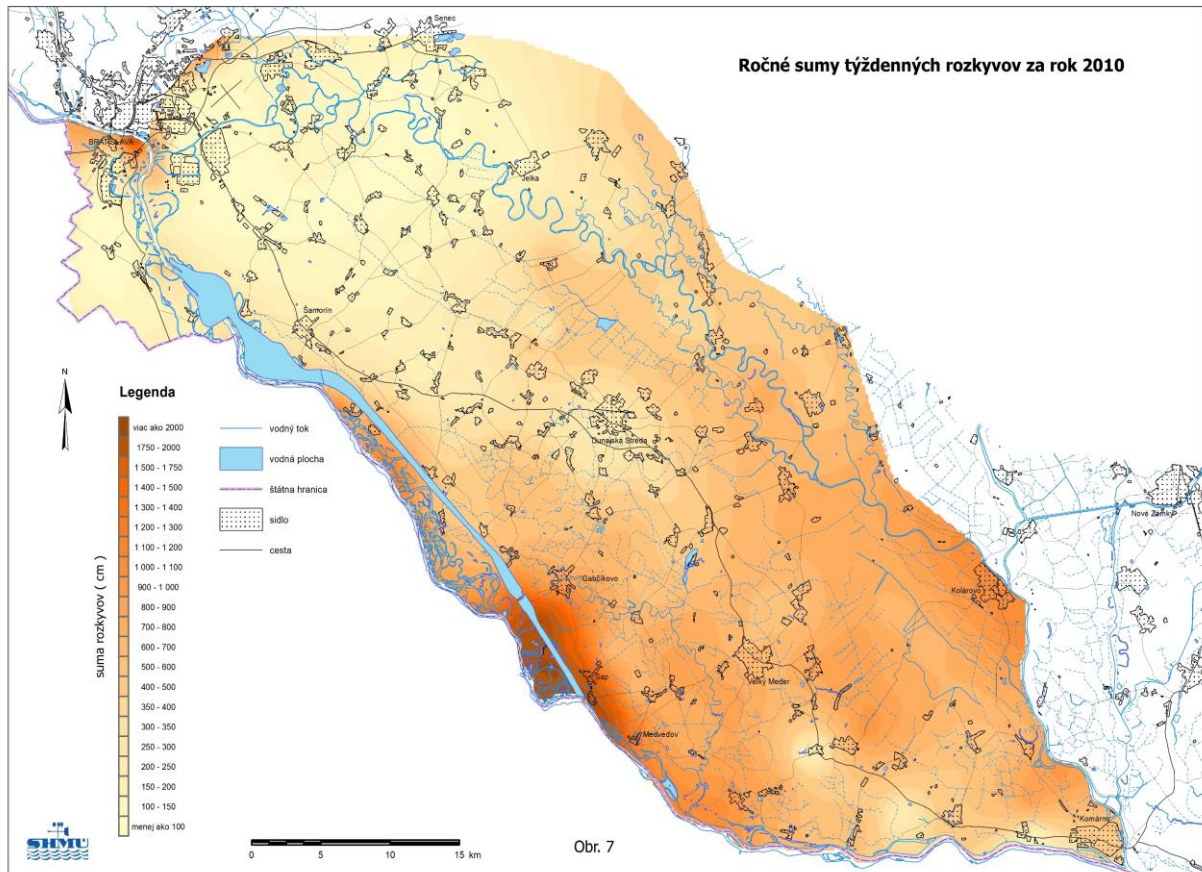 Ročné sumy týždenných rozkyvov za rok 2010
Senec
BRATISLAVA
Jelka
Šamorín
Dunajská Streda
Nové Zámky
Gabčíkovo
Kolárovo
Sap
Veľký Meder
Medveďov
Komárno
N
Legenda
suma rozkyvov ( cm )
viac ako 2000
1750 - 2000
1 500 - 1 750
1 400 - 1 500
1 300 - 1 400
1 200 - 1 300
1 100 - 1 200
1 000 - 1 100
900 - 1 000
800 - 900
700 - 800
600 - 700
500 - 600
400 - 500
350 - 400
300 - 350
250 - 300
200 - 250
150 - 200
100 - 150
menej ako 100
vodný tok
vodná plocha
štátna hranica
sídlo
cesta
SHMÚ
0 5 10 15 km
Obr. 7